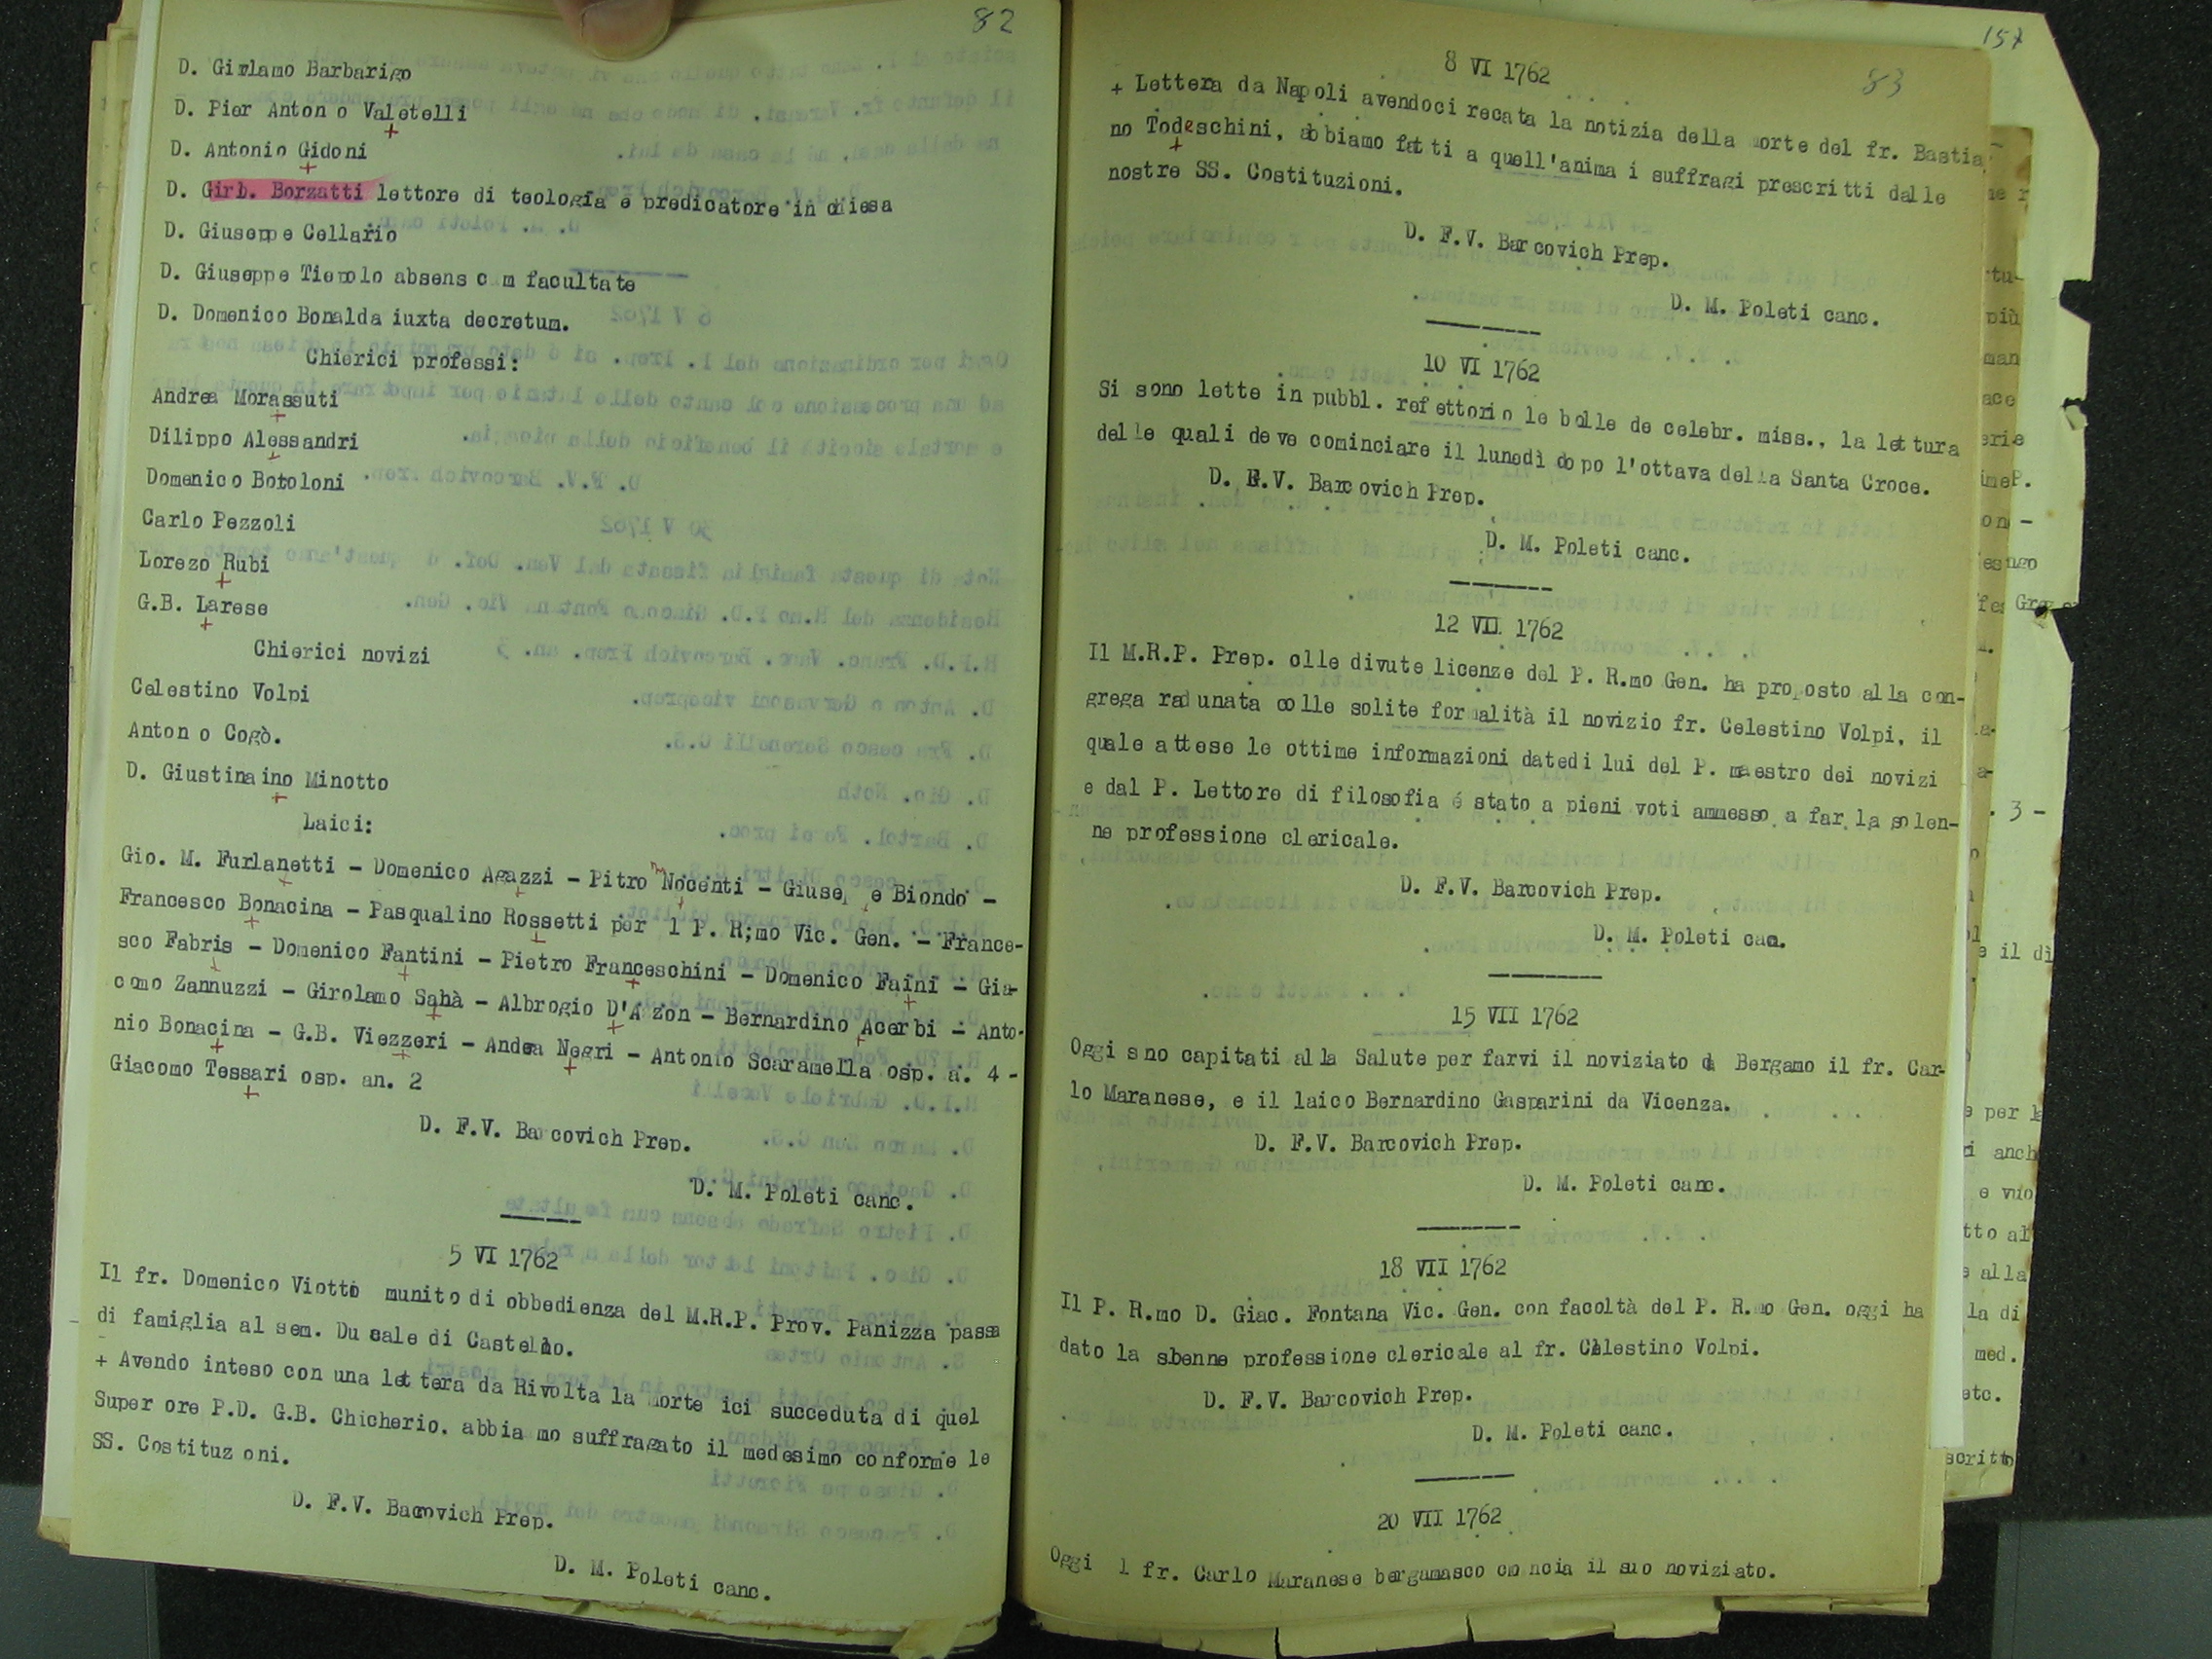 82
D. Girlamo Barbarigo
D. Pier Anton o Valetelli
D. Antonio Gidoni
D. Girl. Borzatti lettore di teologia e predicatore in chiesa
D. Giuseppe Cellario
D. Giuseppe Tiepolo absens c m facultate
D. Domenico Bonalda iuxta decretum.
Chierici professi:
Andrea Morassuti
Dilippo Alessandri
Domenico Botoloni
Carlo Pezzoli
Lorezo Rubi
G.B. Larese
Chierici novizi
Celestino Volpi
Anton o Cogò.
D. Giustinaino Minotto
Laici:
Gio. M. Furlanetti - Domenico Agazzi - Pitro Nocenti - Giuse e Biondo -
Francesco Bonacina - Pasqualino Rossetti per l P. R;mo Vic. Gen. - France-
sco Fabris - Domenico Fantini - Pietro Franceschini - Domenico Faini - Gia-
como Zannuzzi - Girolamo Sabà - Albrogio D'A zon - Bernardino Acerbi - Anto-
nio Bonacina - G.B. Viezzeri - Andea Negri - Antonio Scaramella osp. a. 4 -
Giacomo Tessari osp. an. 2
D. F.V. Barcovich Prep.
D. M. Poleti canc.
5 VI 1762
Il fr. Domenico Viotto munito di obbedienza del M.R.P. Prov. Panizza passa
di famiglia al sem. Du cale di Castello.
+ Avendo inteso con una let tera da Rivolta la morte ici succeduta di quel
Super ore P.D. G.B. Chicherio. abbia mo suffragato il medesimo conforme le
SS. Costituz oni.
D. F.V. Bacovich Prep.
D. M. Poleti canc.
157
83
8 VI 1762
+ Lettera da Napoli avendoci recata la notizia della morte del fr. Bastia
no Todeschini, abbiamo fatti a quell'anima i suffragi prescritti dalle
nostre SS. Costituzioni.
D. F.V. Barcovich Prep.
D. M. Poleti canc.
10 VI 1762
Si sono lette in pubbl. refettorio le bolle de celebr. miss., la lettura
delle quali deve cominciare il lunedì dopo l'ottava della Santa Croce.
D. F.V. Barcovich Prep.
D. M. Poleti canc.
12 VII 1762
Il M.R.P. Prep. olle divute licenze del P. R.mo Gen. ha proposto alla con-
grega radunata colle solite formalità il novizio fr. Celestino Volpi, il
quale attese le ottime informazioni datedi lui del P. maestro dei novizi
e dal P. Lettore di filosofia é stato a pieni voti ammesso a far la solen-
ne professione clericale.
D. F.V. Barcovich Prep.
D. M. Poleti can.
15 VII 1762
Oggi sno capitati alla Salute per farvi il noviziato da Bergamo il fr. Car-
lo Maranese, e il laico Bernardino Gasparini da Vicenza.
D. F.V. Barcovich Prep.
D. M. Poleti canc.
18 VII 1762
Il P. R.mo D. Giac. Fontana Vic. Gen. con facoltà del P. R.mo Gen. oggi ha
dato la slenne professione clericale al fr. Celestino Volpi.
D. F.V. Barcovich Prep.
D. M. Poleti canc.
20 VII 1762
Oggi l fr. Carlo Maranese bergamasco cmncia il suo noviziato.